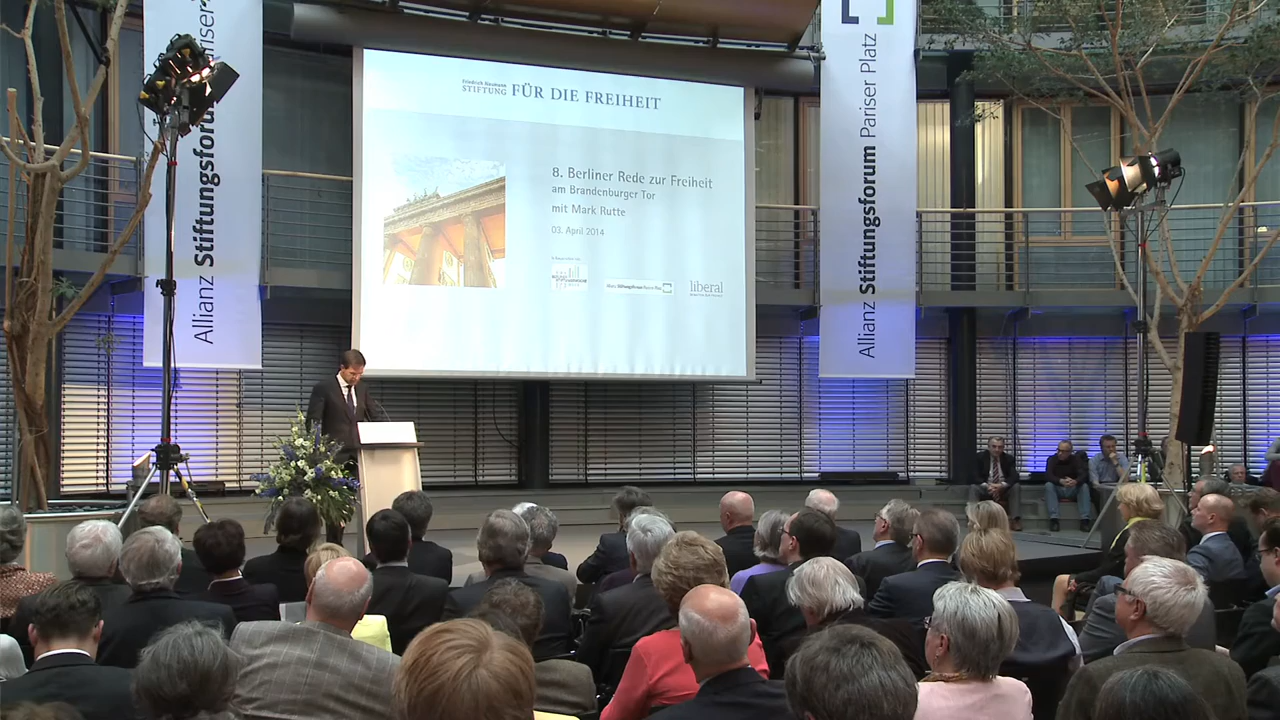 Friedrich Naumann
STIFTUNG FÜR DIE FREIHEIT
8. Berliner Rede zur Freiheit
am Brandenburger Tor
mit Mark Rutte
03. April 2014
liberal
Allianz Stiftungsforum Pariser
Allianz Stiftungsforum Pariser Platz